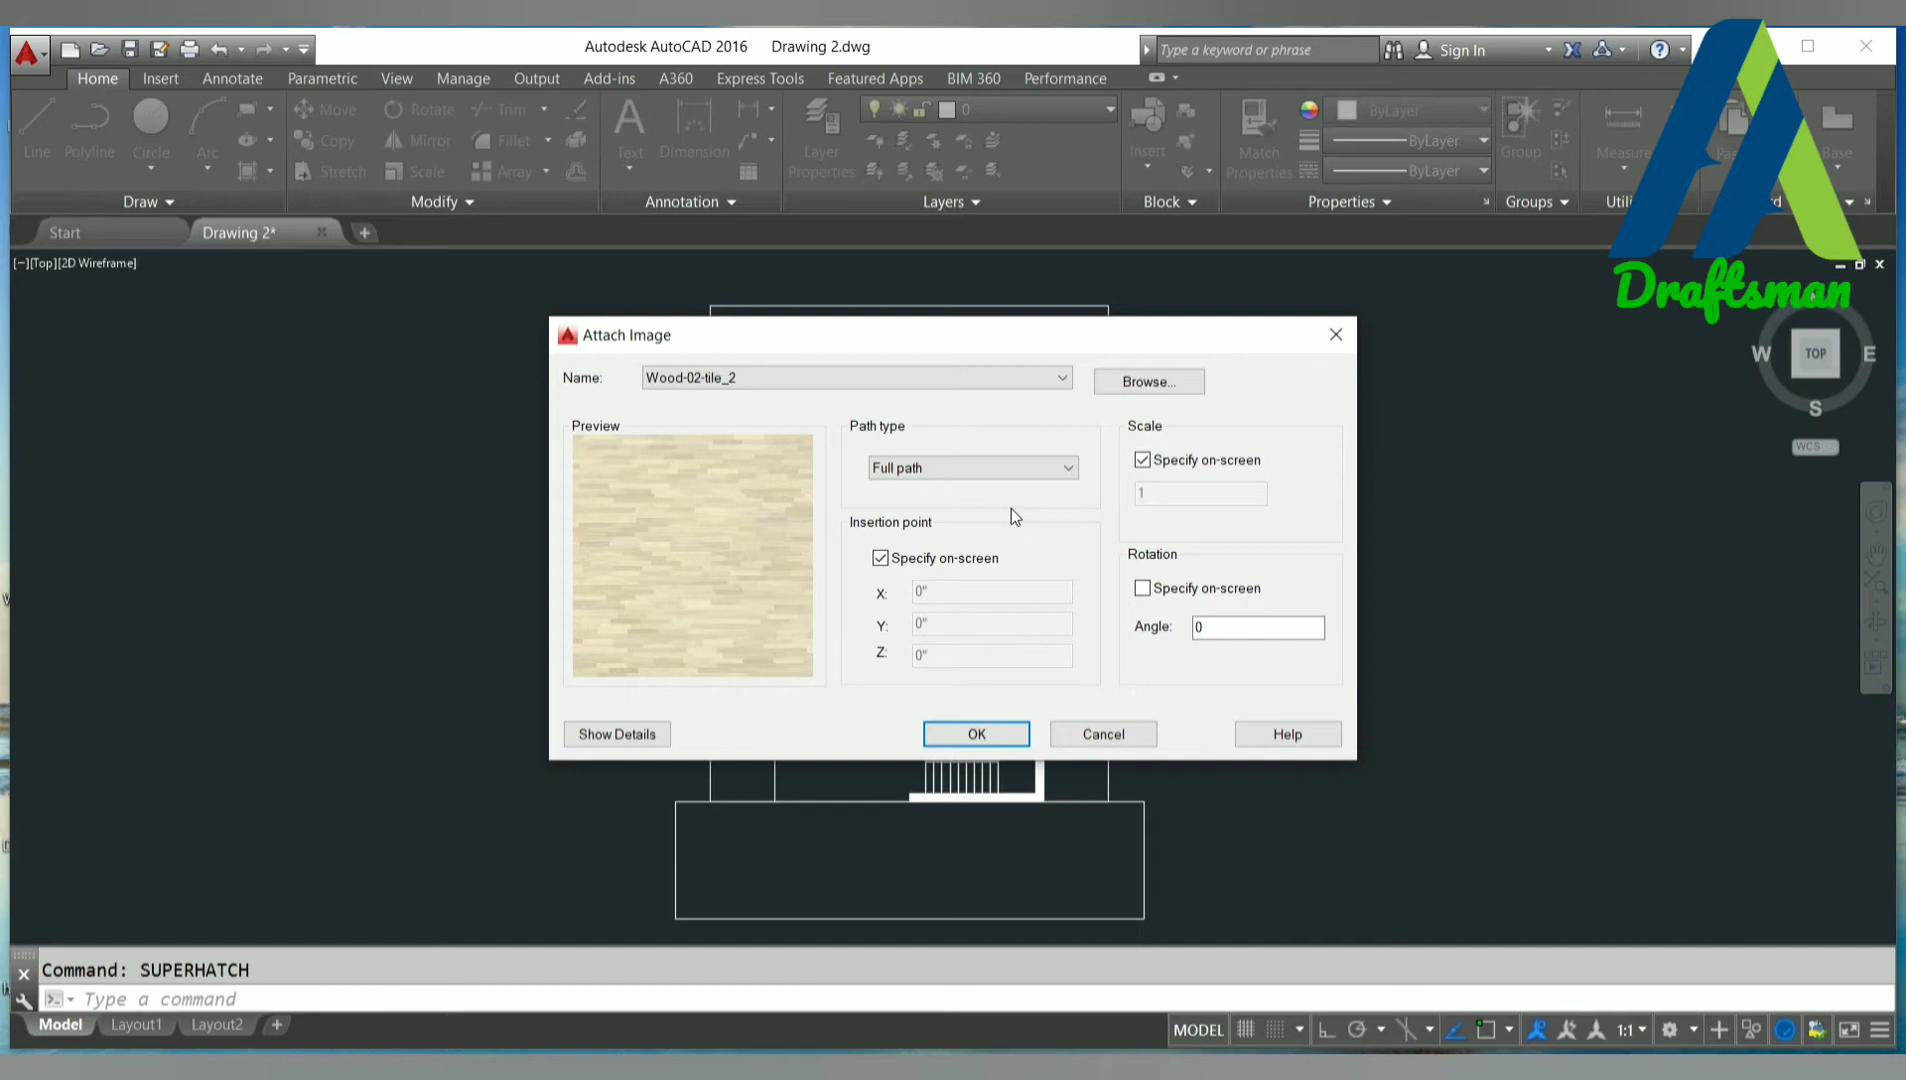 Autodesk AutoCAD 2016 Drawing 2.dwg
Type a keyword or phrase
Sign In
Home Insert Annotate Parametric View Manage Output Add-ins A360 Express Tools Featured Apps BIM 360 Performance
Line Polyline Circle Arc
Move Rotate Trim
Copy Mirror Fillet
Stretch Scale Array
Text Dimension
Layer Properties
0
Insert
Match Properties
ByLayer
ByLayer
ByLayer
Group
Measure
Base
Draw Modify Annotation Layers Block Properties Groups
Start Drawing 2* 
[−][Top][2D Wireframe]
Draftsman
W TOP E
S
WCS
Attach Image
Name: Wood-02-tile_2 Browse...
Preview Path type Scale
Full path
Specify on-screen
1
Insertion point
Specify on-screen
X: 0"
Y: 0"
Z: 0"
Rotation
Specify on-screen
Angle: 0
Show Details OK Cancel Help
Command: SUPERHATCH
Type a command
Model Layout1 Layout2 +
MODEL 1:1